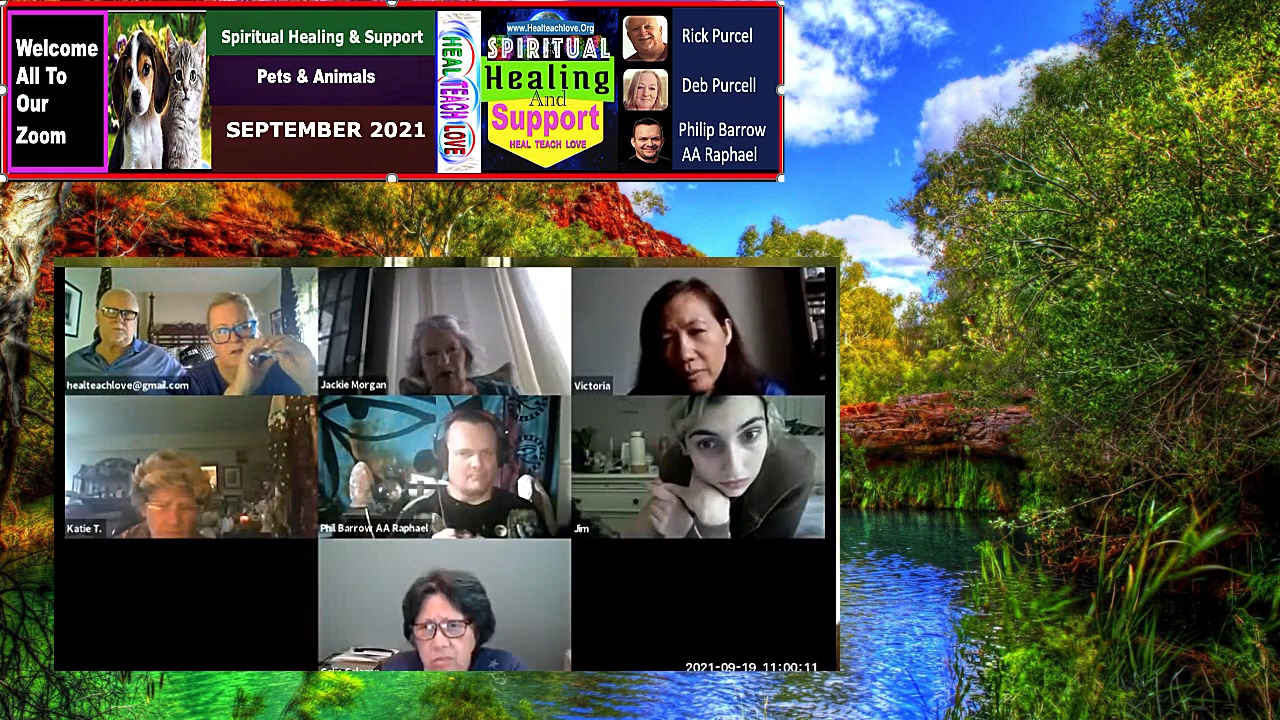 Welcome
All To
Our
Zoom
Spiritual Healing & Support
Pets & Animals
SEPTEMBER 2021
HEAL TEACH LOVE
www.Healteachlove.Org
SPIRITUAL
Healing
And
Support
HEAL TEACH LOVE
Rick Purcel
Deb Purcell
Philip Barrow
AA Raphael
healteachlove@gmail.com
Jackie Morgan
Victoria
Katie T.
Phil Barrow AA Raphael
Jim
2021-09-19 11:00:11